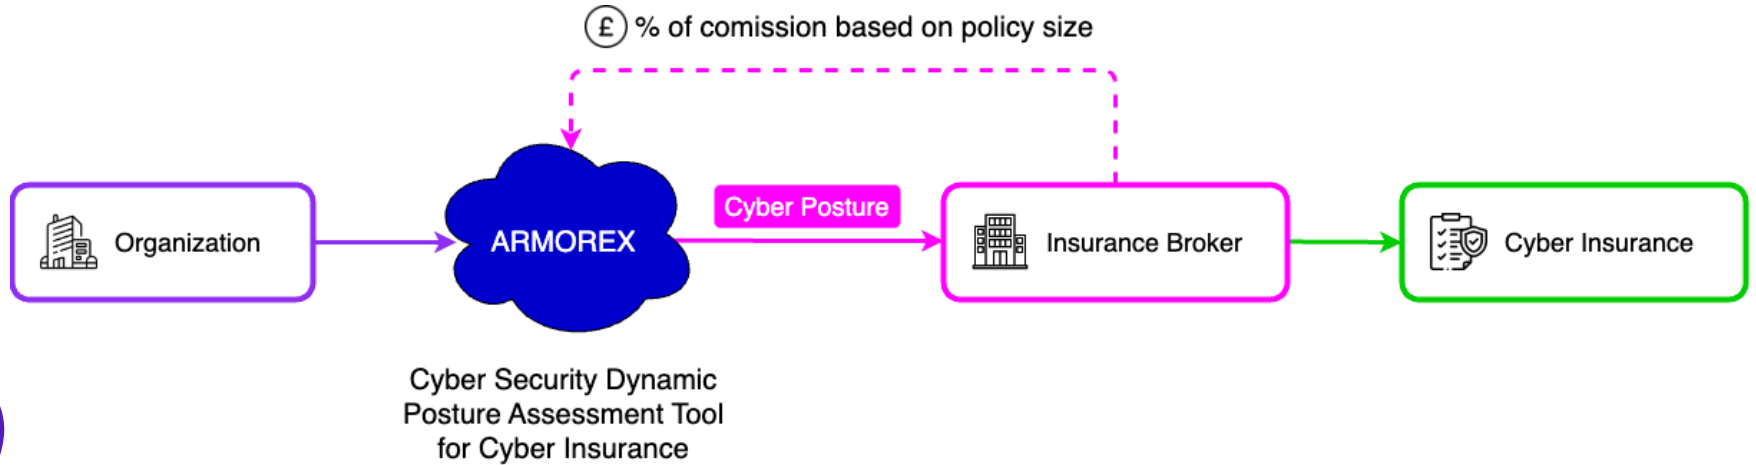 £ % of comission based on policy size
Cyber Posture
Organization
ARMOREX
Insurance Broker
Cyber Insurance
Cyber Security Dynamic
Posture Assessment Tool
for Cyber Insurance